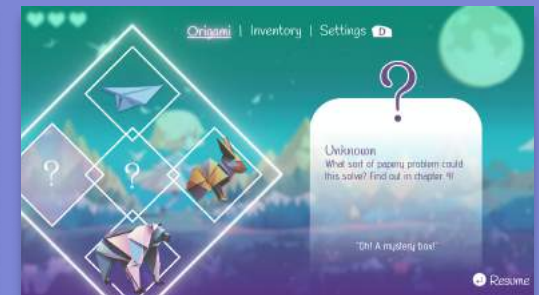 Origami | Inventory | Settings D
?
?
?
Unknown
What sort of papery problem could
this solve? Find out in chapter 4!
"Oh! A mystery box!"
Resume